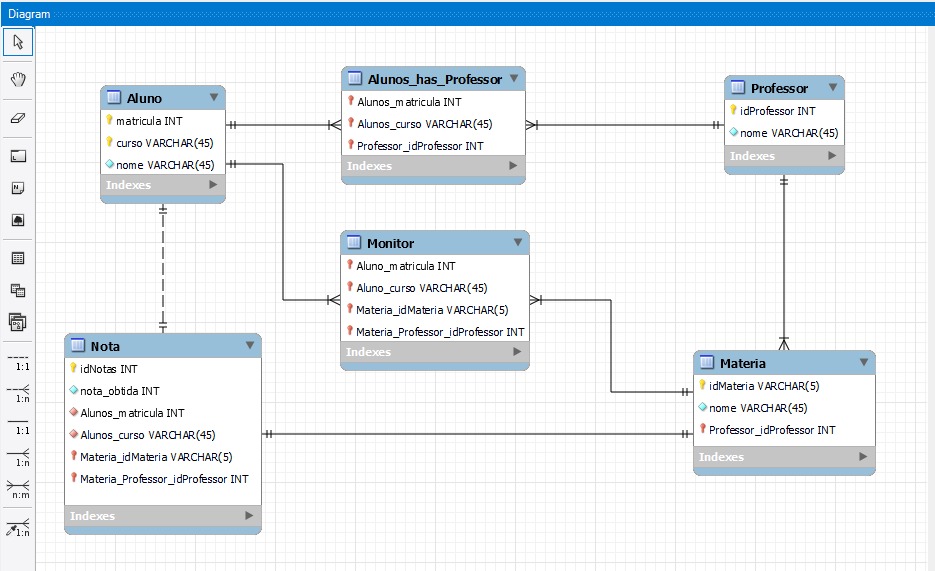 Diagram
Aluno
matricula INT
curso VARCHAR(45)
nome VARCHAR(45)
Indexes
Alunos_has_Professor
Alunos_matricula INT
Alunos_curso VARCHAR(45)
Professor_idProfessor INT
Indexes
Professor
idProfessor INT
nome VARCHAR(45)
Indexes
Monitor
Aluno_matricula INT
Aluno_curso VARCHAR(45)
Materia_idMateria VARCHAR(5)
Materia_Professor_idProfessor INT
Indexes
Nota
idNotas INT
nota_obtida INT
Alunos_matricula INT
Alunos_curso VARCHAR(45)
Materia_idMateria VARCHAR(5)
Materia_Professor_idProfessor INT
Indexes
Materia
idMateria VARCHAR(5)
nome VARCHAR(45)
Professor_idProfessor INT
Indexes
1:1
1:n
1:1
1:n
n:m
1:n